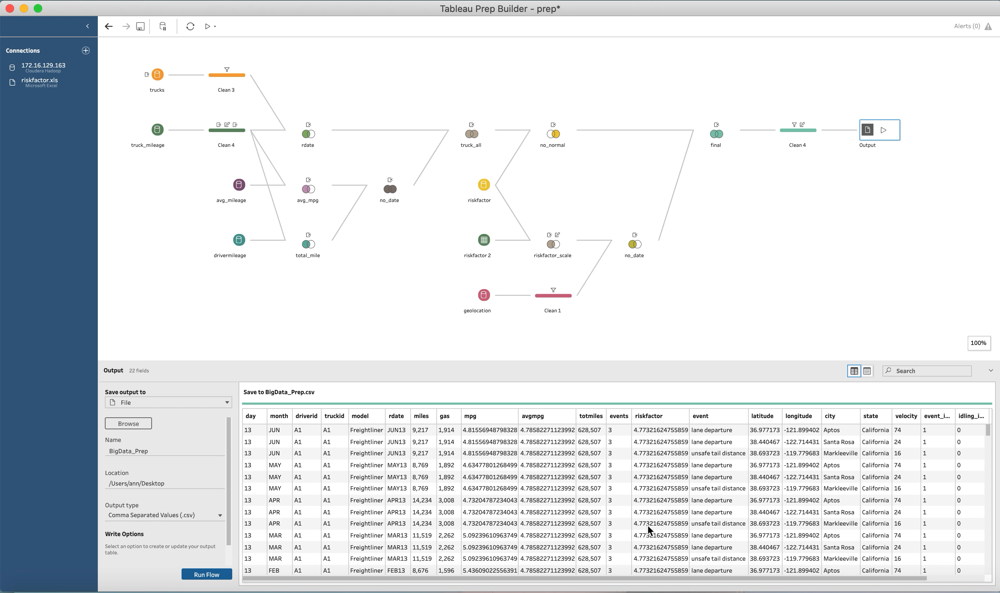 Tableau Prep Builder - prep*
Alerts (0)
Connections
172.16.129.163
Cloudera Hadoop
riskfactor.xls
Microsoft Excel
trucks
Clean 3
truck_mileage
Clean 4
rdate
truck_all
no_normal
final
Clean 4
Output
avg_mileage
avg_mpg
no_date
riskfactor
drivermileage
total_mile
riskfactor 2
riskfactor_scale
no_date
geolocation
Clean 1
100%
Output 22 fields
Search
Save output to
File
Browse
Name
BigData_Prep
Location
/Users/ann/Desktop
Output type
Comma Separated Values (.csv)
Write Options
Select an option to create or update your output
table.
Run Flow
Save to BigData_Prep.csv
day month driverid truckid model rdate miles gas mpg avgmpg totmiles events riskfactor event latitude longitude city state velocity event_i... idling_i...
13 JUN A1 A1 Freightliner JUN13 9,217 1,914 4.81556948798328 4.78582271123992 628,507 3 4.77321624755859 lane departure 36.977173 -121.899402 Aptos California 74 1 0
13 JUN A1 A1 Freightliner JUN13 9,217 1,914 4.81556948798328 4.78582271123992 628,507 3 4.77321624755859 lane departure 38.440467 -122.714431 Santa Rosa California 24 1 0
13 JUN A1 A1 Freightliner JUN13 9,217 1,914 4.81556948798328 4.78582271123992 628,507 3 4.77321624755859 unsafe tail distance 38.693723 -119.779683 Markleeville California 16 1 0
13 MAY A1 A1 Freightliner MAY13 8,769 1,892 4.63477801268499 4.78582271123992 628,507 3 4.77321624755859 lane departure 36.977173 -121.899402 Aptos California 74 1 0
13 MAY A1 A1 Freightliner MAY13 8,769 1,892 4.63477801268499 4.78582271123992 628,507 3 4.77321624755859 lane departure 38.440467 -122.714431 Santa Rosa California 24 1 0
13 MAY A1 A1 Freightliner MAY13 8,769 1,892 4.63477801268499 4.78582271123992 628,507 3 4.77321624755859 unsafe tail distance 38.693723 -119.779683 Markleeville California 16 1 0
13 APR A1 A1 Freightliner APR13 14,234 3,008 4.73204787234043 4.78582271123992 628,507 3 4.77321624755859 lane departure 36.977173 -121.899402 Aptos California 74 1 0
13 APR A1 A1 Freightliner APR13 14,234 3,008 4.73204787234043 4.78582271123992 628,507 3 4.77321624755859 lane departure 38.440467 -122.714431 Santa Rosa California 24 1 0
13 APR A1 A1 Freightliner APR13 14,234 3,008 4.73204787234043 4.78582271123992 628,507 3 4.77321624755859 unsafe tail distance 38.693723 -119.779683 Markleeville California 16 1 0
13 MAR A1 A1 Freightliner MAR13 11,519 2,262 5.09239610963749 4.78582271123992 628,507 3 4.77321624755859 lane departure 36.977173 -121.899402 Aptos California 74 1 0
13 MAR A1 A1 Freightliner MAR13 11,519 2,262 5.09239610963749 4.78582271123992 628,507 3 4.77321624755859 lane departure 38.440467 -122.714431 Santa Rosa California 24 1 0
13 MAR A1 A1 Freightliner MAR13 11,519 2,262 5.09239610963749 4.78582271123992 628,507 3 4.77321624755859 unsafe tail distance 38.693723 -119.779683 Markleeville California 16 1 0
13 FEB A1 A1 Freightliner FEB13 8,676 1,596 5.43609022556391 4.78582271123992 628,507 3 4.77321624755859 lane departure 36.977173 -121.899402 Aptos California 74 1 0